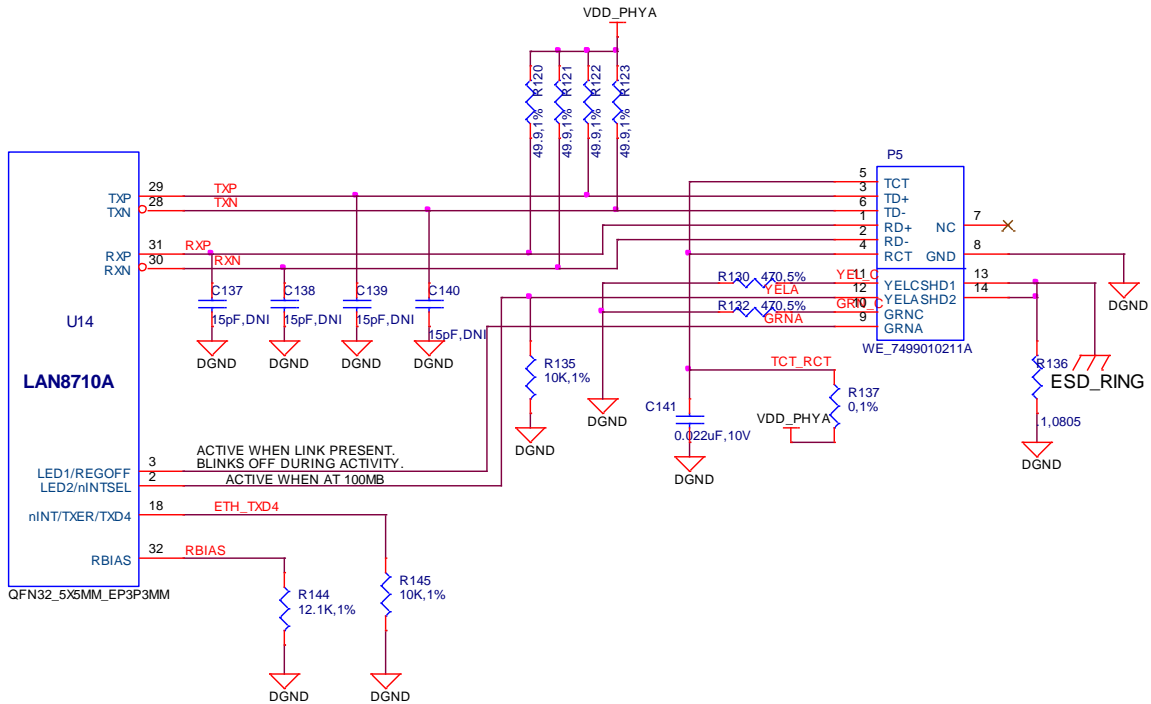 VDD_PHYA
R120
R121
R122
R123
49.9,1%
49.9,1%
49.9,1%
49.9,1%
P5
29
TXP
TXP
28
TXN
TXN
31
RXP
RXP
30
RXN
RXN
5
TCT
3
TD+
6
TD-
1
RD+
2
RD-
4
RCT
NC
7
GND
8
DGND
C137
15pF,DNI
DGND
C138
15pF,DNI
DGND
C139
15pF,DNI
DGND
C140
15pF,DNI
DGND
U14
LAN8710A
R130
470,5%
YEL_C
11
YELC
SHD1
13
YELA
12
YELA
SHD2
14
R132
470,5%
GRN_C
10
GRNC
GRNA
9
GRNA
WE_7499010211A
R135
10K,1%
DGND
DGND
TCT_RCT
R137
0,1%
VDD_PHYA
C141
0.022uF,10V
DGND
R136
1,0805
DGND
ESD_RING
ACTIVE WHEN LINK PRESENT.
BLINKS OFF DURING ACTIVITY.
ACTIVE WHEN AT 100MB
LED1/REGOFF
3
LED2/nINTSEL
2
nINT/TXER/TXD4
18
ETH_TXD4
RBIAS
32
RBIAS
QFN32_5X5MM_EP3P3MM
R144
12.1K,1%
DGND
R145
10K,1%
DGND